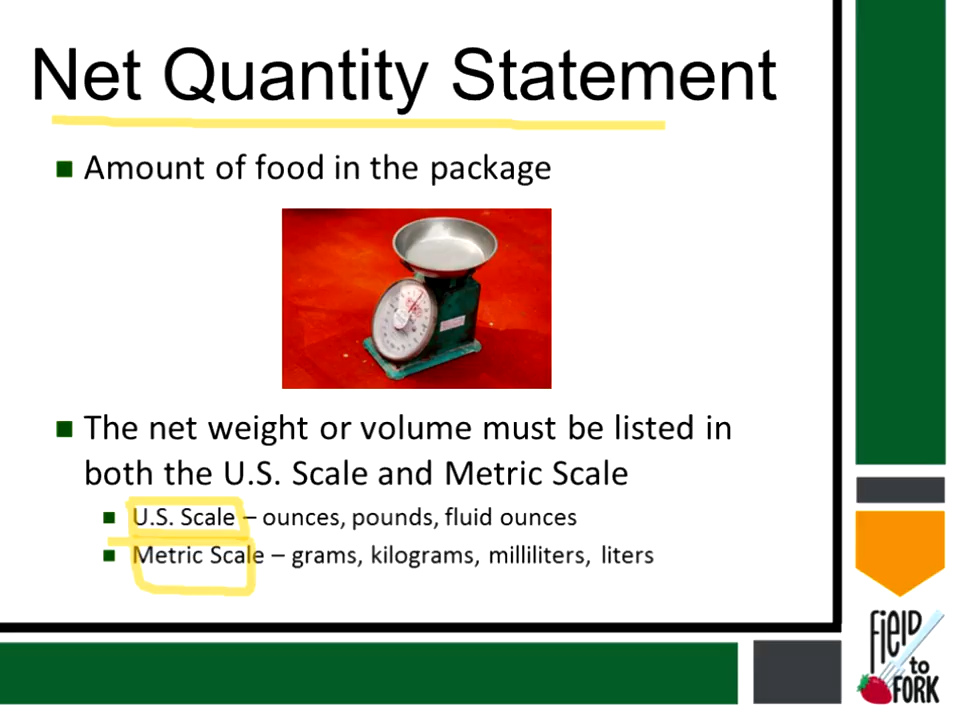 Net Quantity Statement
Amount of food in the package
The net weight or volume must be listed in
both the U.S. Scale and Metric Scale
U.S. Scale – ounces, pounds, fluid ounces
Metric Scale – grams, kilograms, milliliters, liters
FIELD
to
FORK